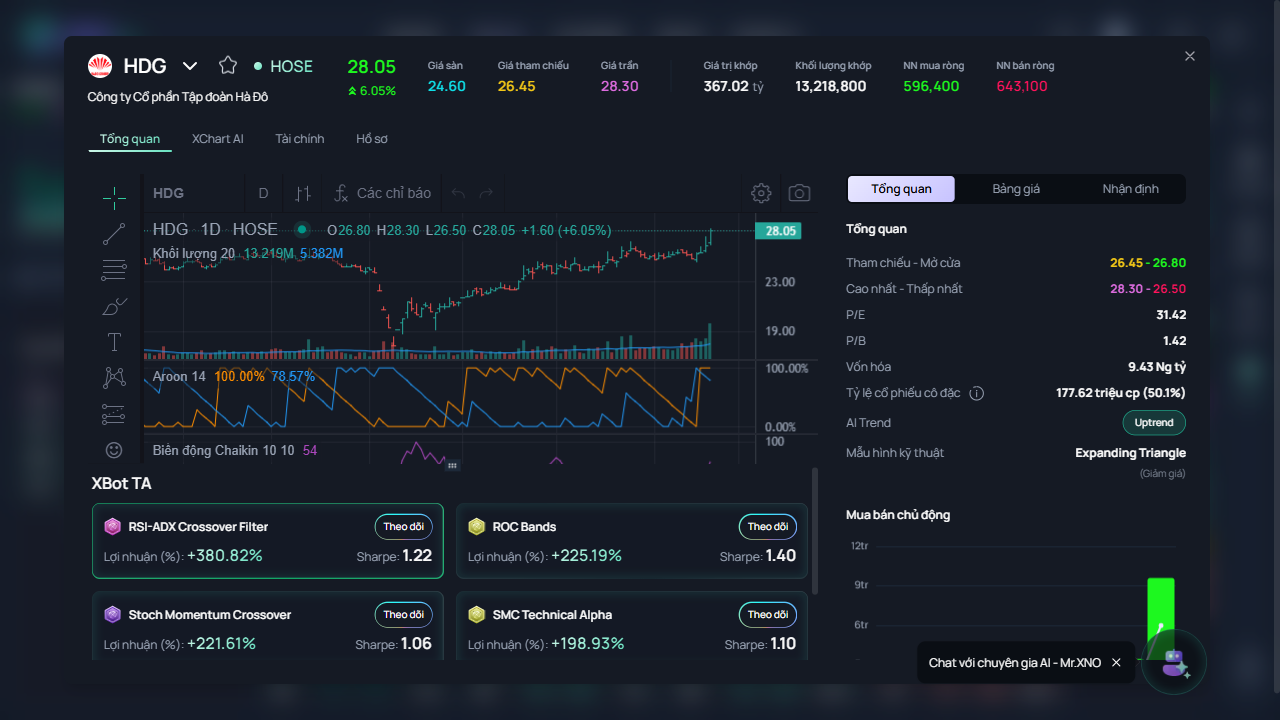 HDG
HOSE
Công ty Cổ phần Tập đoàn Hà Đô
28.05
6.05%
Giá sàn
24.60
Giá tham chiếu
26.45
Giá trần
28.30
Giá trị khớp
367.02 tỷ
Khối lượng khớp
13,218,800
NN mua ròng
596,400
NN bán ròng
643,100
Tổng quan
XChart AI
Tài chính
Hồ sơ
HDG
D
Các chỉ báo
HDG 1D HOSE
O26.80 H28.30 L26.50 C28.05 +1.60 (+6.05%)
Khối lượng 20 13.219M 5.382M
28.05
23.00
19.00
Aroon 14 100.00% 78.57%
100.00%
0.00%
Biến động Chaikin 10 10 54
100
XBot TA
RSI-ADX Crossover Filter
Theo dõi
Lợi nhuận (%): +380.82%
Sharpe: 1.22
ROC Bands
Theo dõi
Lợi nhuận (%): +225.19%
Sharpe: 1.40
Stoch Momentum Crossover
Theo dõi
Lợi nhuận (%): +221.61%
Sharpe: 1.06
SMC Technical Alpha
Theo dõi
Lợi nhuận (%): +198.93%
Sharpe: 1.10
Tổng quan
Bảng giá
Nhận định
Tổng quan
Tham chiếu - Mở cửa
26.45 - 26.80
Cao nhất - Thấp nhất
28.30 - 26.50
P/E
31.42
P/B
1.42
Vốn hóa
9.43 Ng tỷ
Tỷ lệ cổ phiếu cô đặc
177.62 triệu cp (50.1%)
AI Trend
Uptrend
Mẫu hình kỹ thuật
Expanding Triangle
(Giảm giá)
Mua bán chủ động
12tr
9tr
6tr
Chat với chuyên gia AI - Mr.XNO